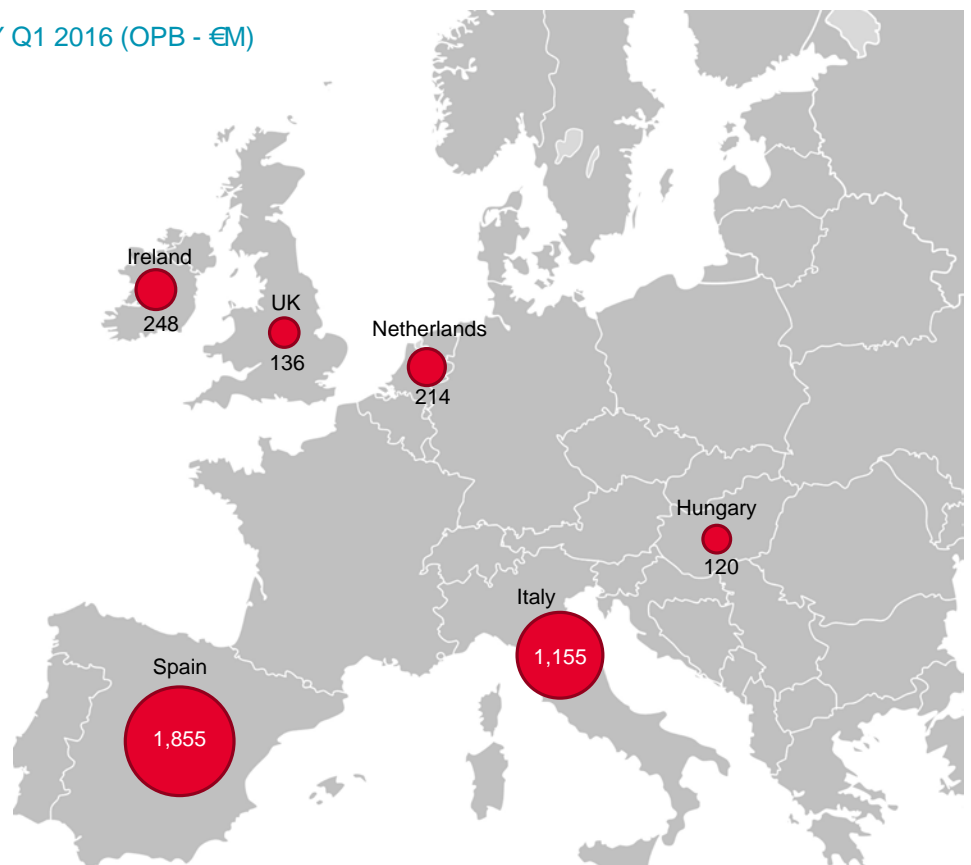 Y Q1 2016 (OPB - €M)
Ireland
248
UK
136
Netherlands
214
Hungary
120
Italy
1,155
Spain
1,855